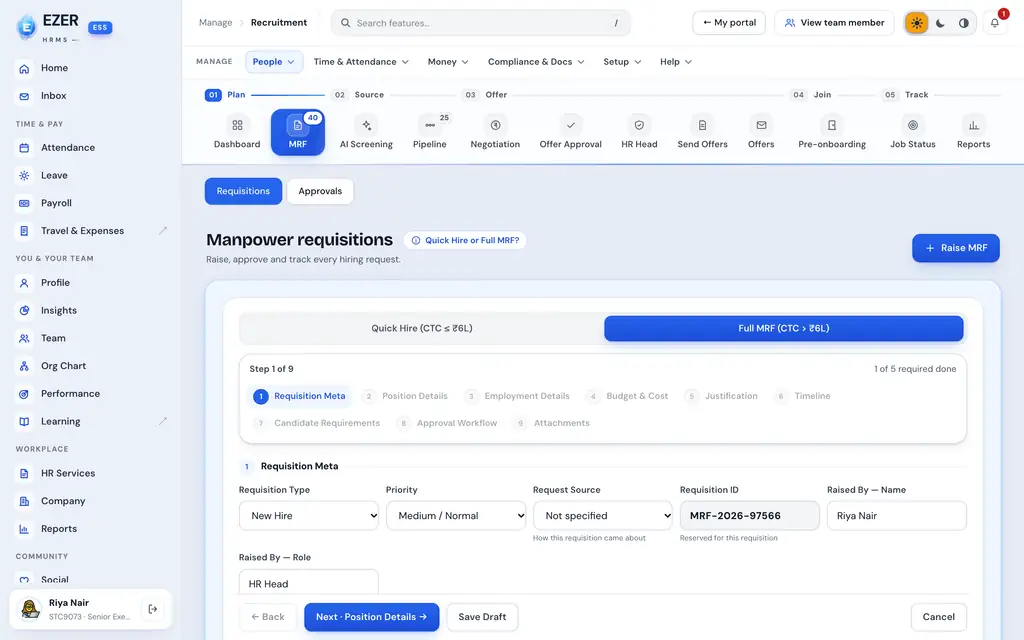 EZER
HRMS
ESS
Home
Inbox
TIME & PAY
Attendance
Leave
Payroll
Travel & Expenses
YOU & YOUR TEAM
Profile
Insights
Team
Org Chart
Performance
Learning
WORKPLACE
HR Services
Company
Reports
COMMUNITY
Social
Riya Nair
STC9073 · Senior Exe...
Manage > Recruitment
Search features...
/
← My portal
View team member
1
MANAGE People Time & Attendance Money Compliance & Docs Setup Help
01 Plan 02 Source 03 Offer 04 Join 05 Track
40 25
Dashboard MRF AI Screening Pipeline Negotiation Offer Approval HR Head Send Offers Offers Pre-onboarding Job Status Reports
Requisitions Approvals
Manpower requisitions
Quick Hire or Full MRF?
Raise, approve and track every hiring request.
+ Raise MRF
Quick Hire (CTC ≤ ₹6L) Full MRF (CTC > ₹6L)
Step 1 of 9 1 of 5 required done
1 Requisition Meta 2 Position Details 3 Employment Details 4 Budget & Cost 5 Justification 6 Timeline
7 Candidate Requirements 8 Approval Workflow 9 Attachments
1 Requisition Meta
Requisition Type Priority Request Source Requisition ID Raised By — Name
New Hire Medium / Normal Not specified MRF-2026-97566 Riya Nair
How this requisition came about Reserved for this requisition
Raised By — Role
HR Head
← Back Next · Position Details → Save Draft Cancel